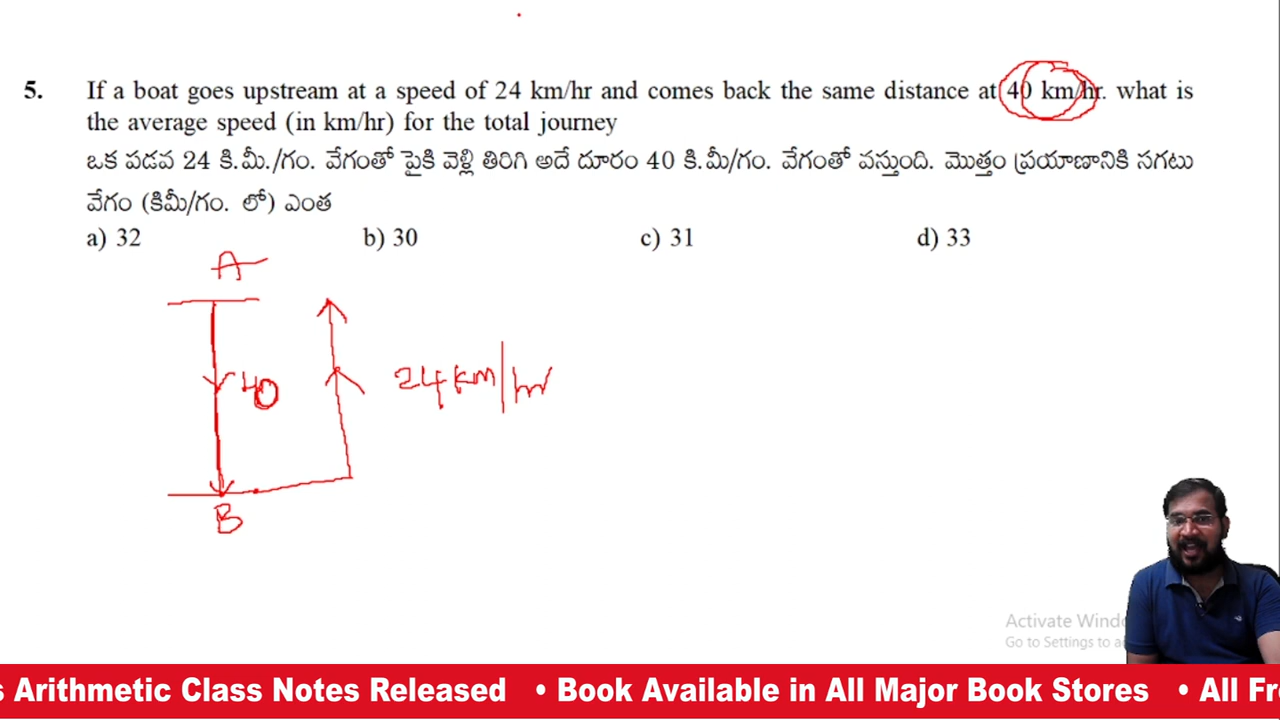 5. If a boat goes upstream at a speed of 24 km/hr and comes back the same distance at 40 km/hr. what is
the average speed (in km/hr) for the total journey
ఒక పడవ 24 కి.మీ./గం. వేగంతో పైకి వెళ్లి తిరిగి అదే దూరం 40 కి.మీ/గం. వేగంతో వస్తుంది. మొత్తం ప్రయాణానికి సగటు
వేగం (కిమీ/గం. లో) ఎంత
a) 32 b) 30 c) 31 d) 33
A
40 24km/hr
B
Activate Wind
Go to Settings to a
s Arithmetic Class Notes Released • Book Available in All Major Book Stores • All Fr